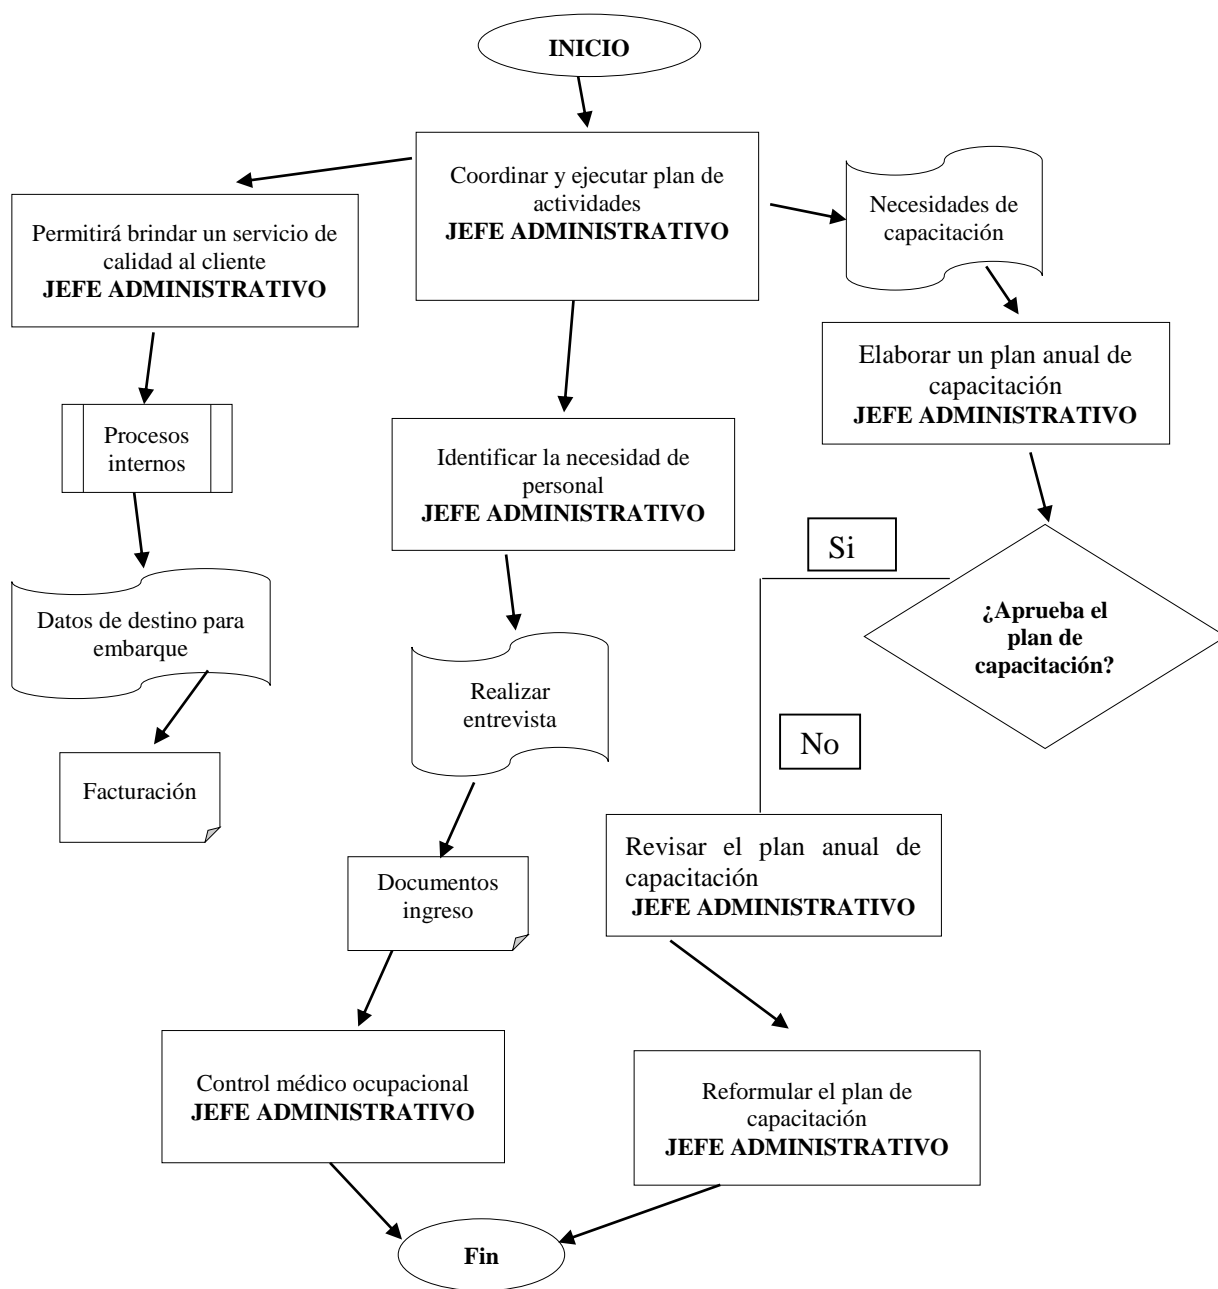 INICIO
Coordinar y ejecutar plan de
actividades
JEFE ADMINISTRATIVO
Permitirá brindar un servicio de
calidad al cliente
JEFE ADMINISTRATIVO
Necesidades de
capacitación
Elaborar un plan anual de
capacitación
JEFE ADMINISTRATIVO
Procesos
internos
Identificar la necesidad de
personal
JEFE ADMINISTRATIVO
Si
¿Aprueba el
plan de
capacitación?
Datos de destino para
embarque
Realizar
entrevista
No
Facturación
Revisar el plan anual de
capacitación
JEFE ADMINISTRATIVO
Documentos
ingreso
Control médico ocupacional
JEFE ADMINISTRATIVO
Reformular el plan de
capacitación
JEFE ADMINISTRATIVO
Fin